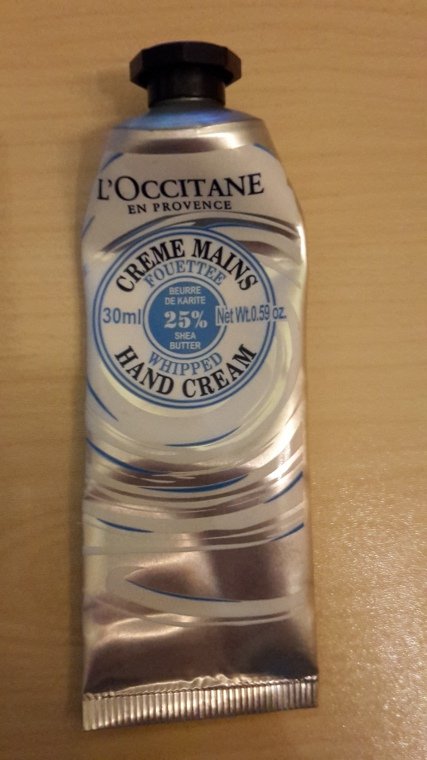 L'OCCITANE
EN PROVENCE
CREME MAINS
FOUETTEE
BEURRE
DE KARITE
30ml
25%
Net Wt.0.59 oz.
SHEA
BUTTER
WHIPPED
HAND CREAM